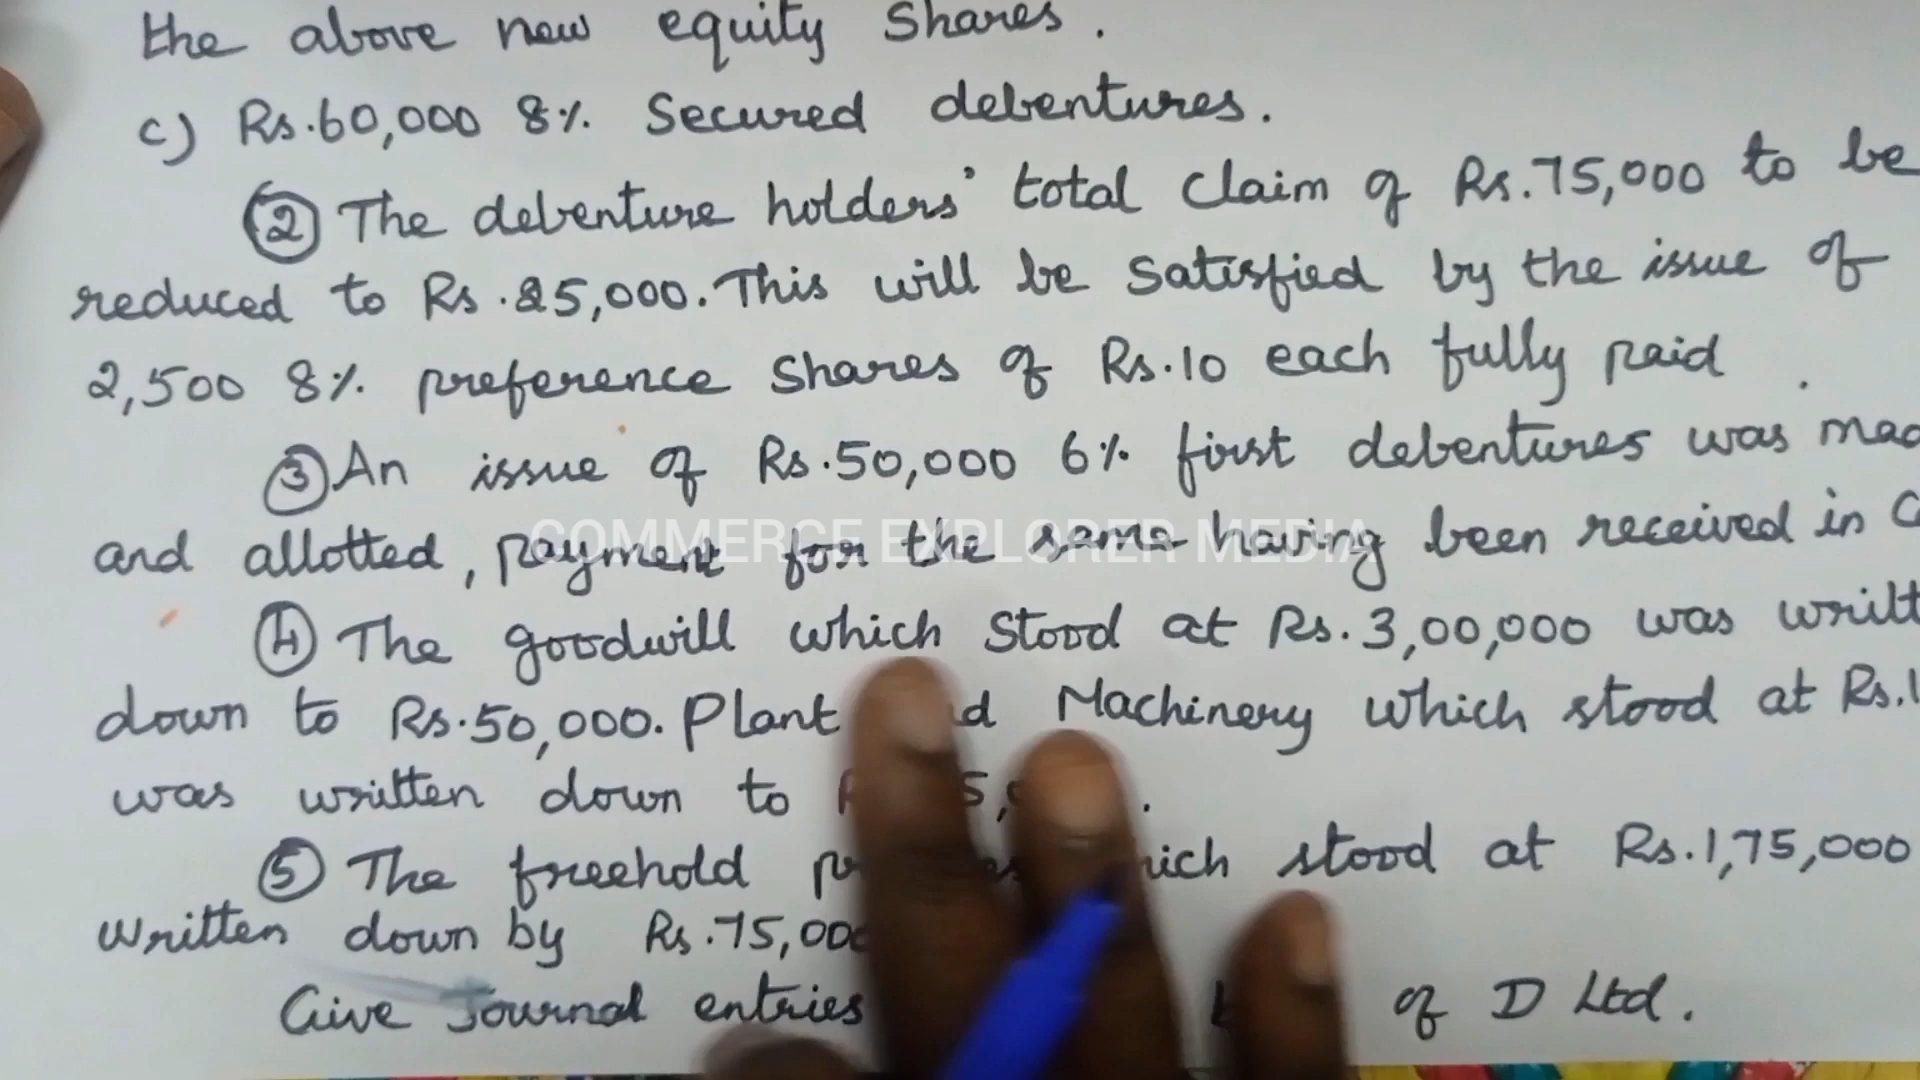 the above new equity Shares.
c) Rs.60,000 8% Secured debentures.
② The debenture holders' total claim of Rs.75,000 to be
reduced to Rs.25,000. This will be Satisfied by the issue of
2,500 8% preference Shares of Rs.10 each fully paid.
③ An issue of Rs.50,000 6% first debentures was
and allotted, payment for the same having been received in
COMMERCE EXPLORER MEDIA
④ The goodwill which stood at Rs.3,00,000 was
down to Rs.50,000. Plant Machinery which stood at Rs.
was written down to
⑤ The freehold stood at Rs.1,75,000
written down by Rs.75,000
Give Journal entries of D Ltd.